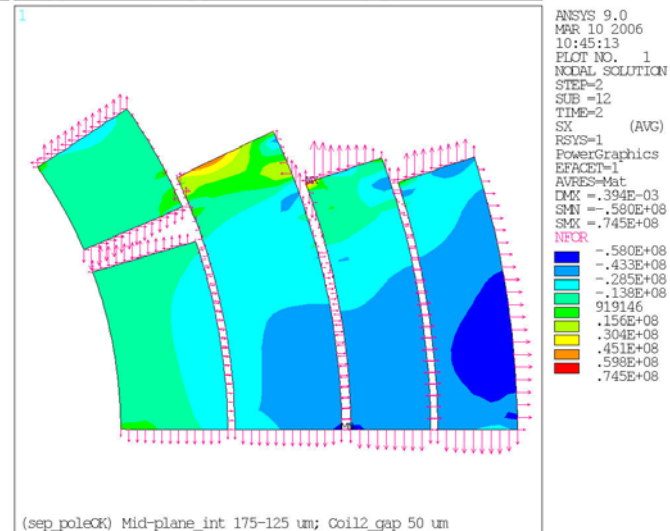 1
ANSYS 9.0
MAR 10 2006
10:45:13
PLOT NO. 1
NODAL SOLUTION
STEP=2
SUB =12
TIME=2
SX (AVG)
RSYS=1
PowerGraphics
EFACET=1
AVRES=Mat
DMX =.394E-03
SMN =-.580E+08
SMX =.745E+08
NFOR
-.580E+08
-.433E+08
-.285E+08
-.138E+08
919146
.156E+08
.304E+08
.451E+08
.598E+08
.745E+08
(sep_poleOK) Mid-plane_int 175-125 um; Coil2_gap 50 um